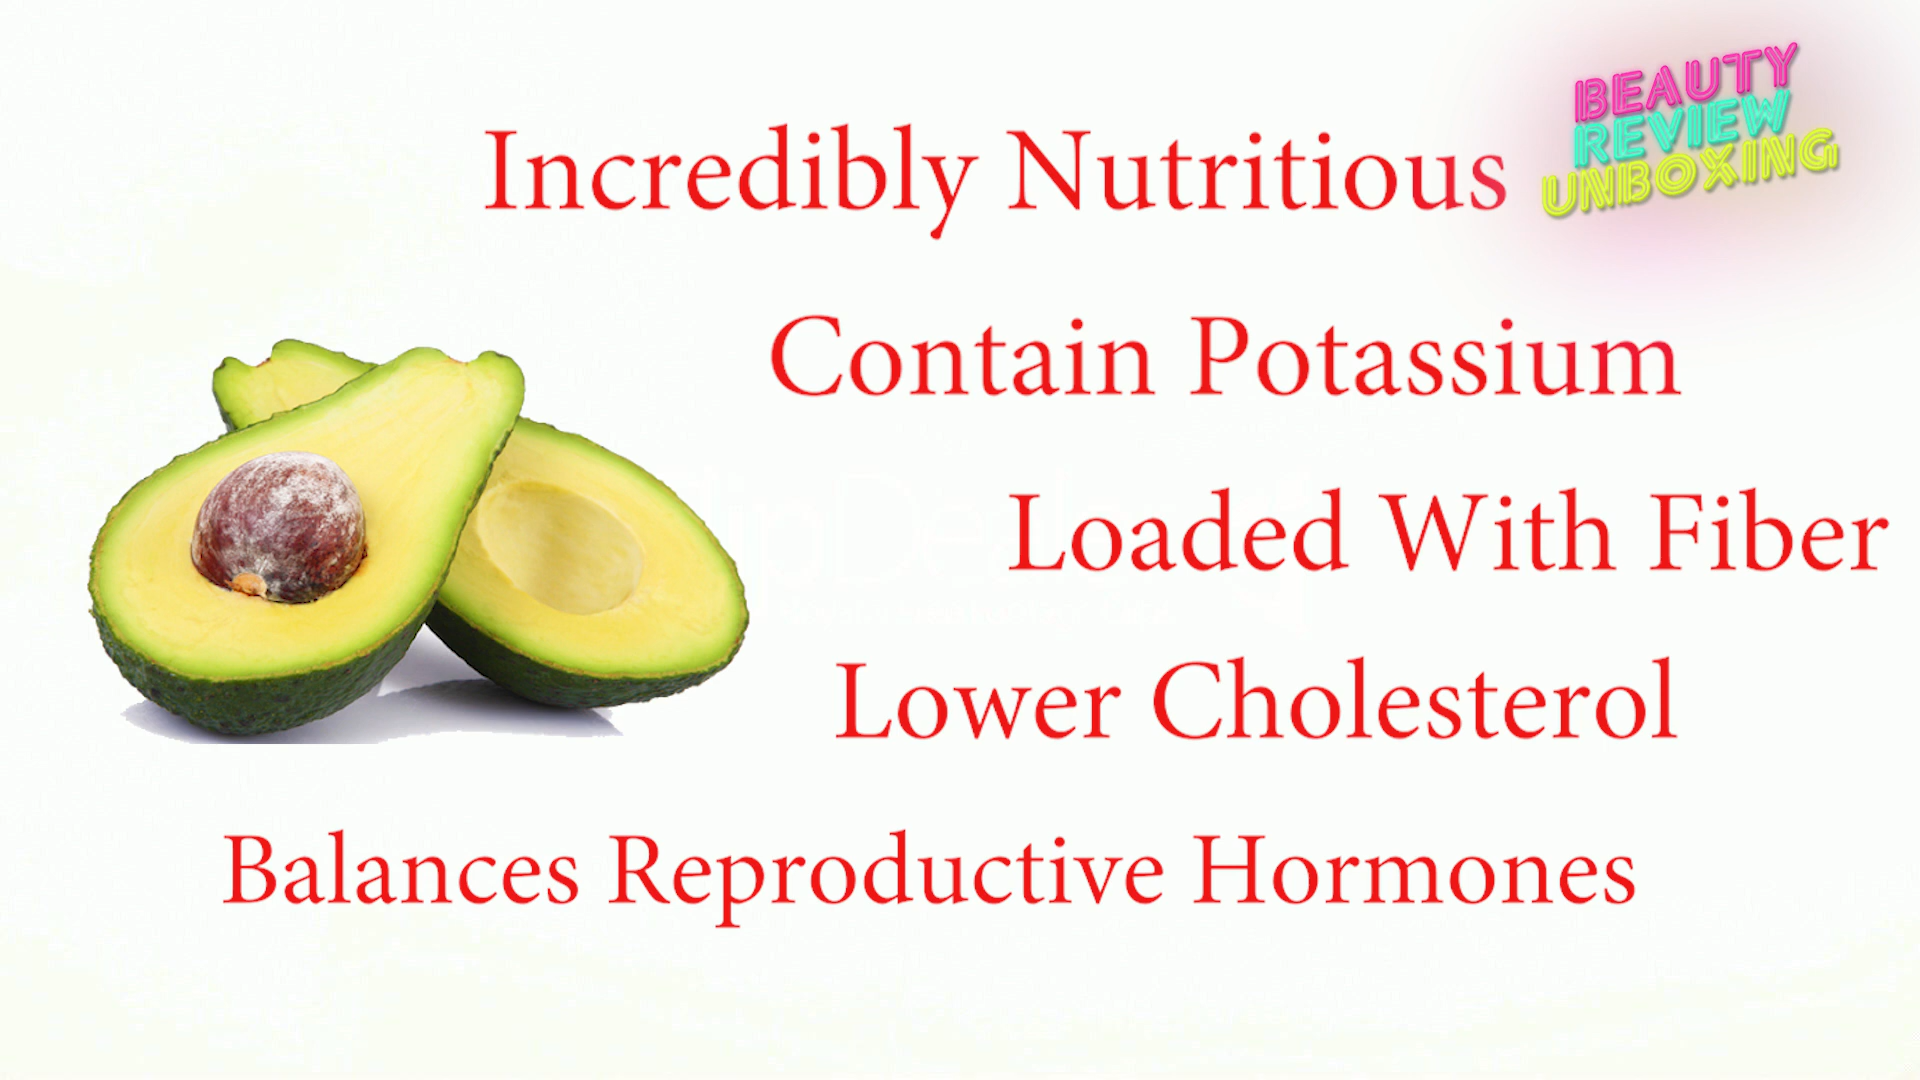 BEAUTY
REVIEW
UNBOXING
Incredibly Nutritious
Contain Potassium
Loaded With Fiber
Lower Cholesterol
Balances Reproductive Hormones